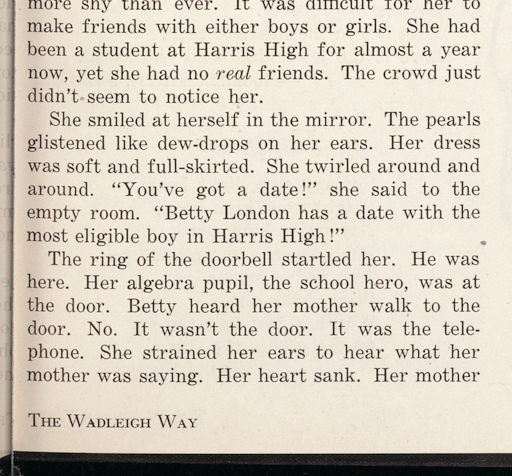 more shy than ever. It was difficult for her to
make friends with either boys or girls. She had
been a student at Harris High for almost a year
now, yet she had no real friends. The crowd just
didn't seem to notice her.
She smiled at herself in the mirror. The pearls
glistened like dew-drops on her ears. Her dress
was soft and full-skirted. She twirled around and
around. "You've got a date!" she said to the
empty room. "Betty London has a date with the
most eligible boy in Harris High!"
The ring of the doorbell startled her. He was
here. Her algebra pupil, the school hero, was at
the door. Betty heard her mother walk to the
door. No. It wasn't the door. It was the tele-
phone. She strained her ears to hear what her
mother was saying. Her heart sank. Her mother
THE WADLEIGH WAY